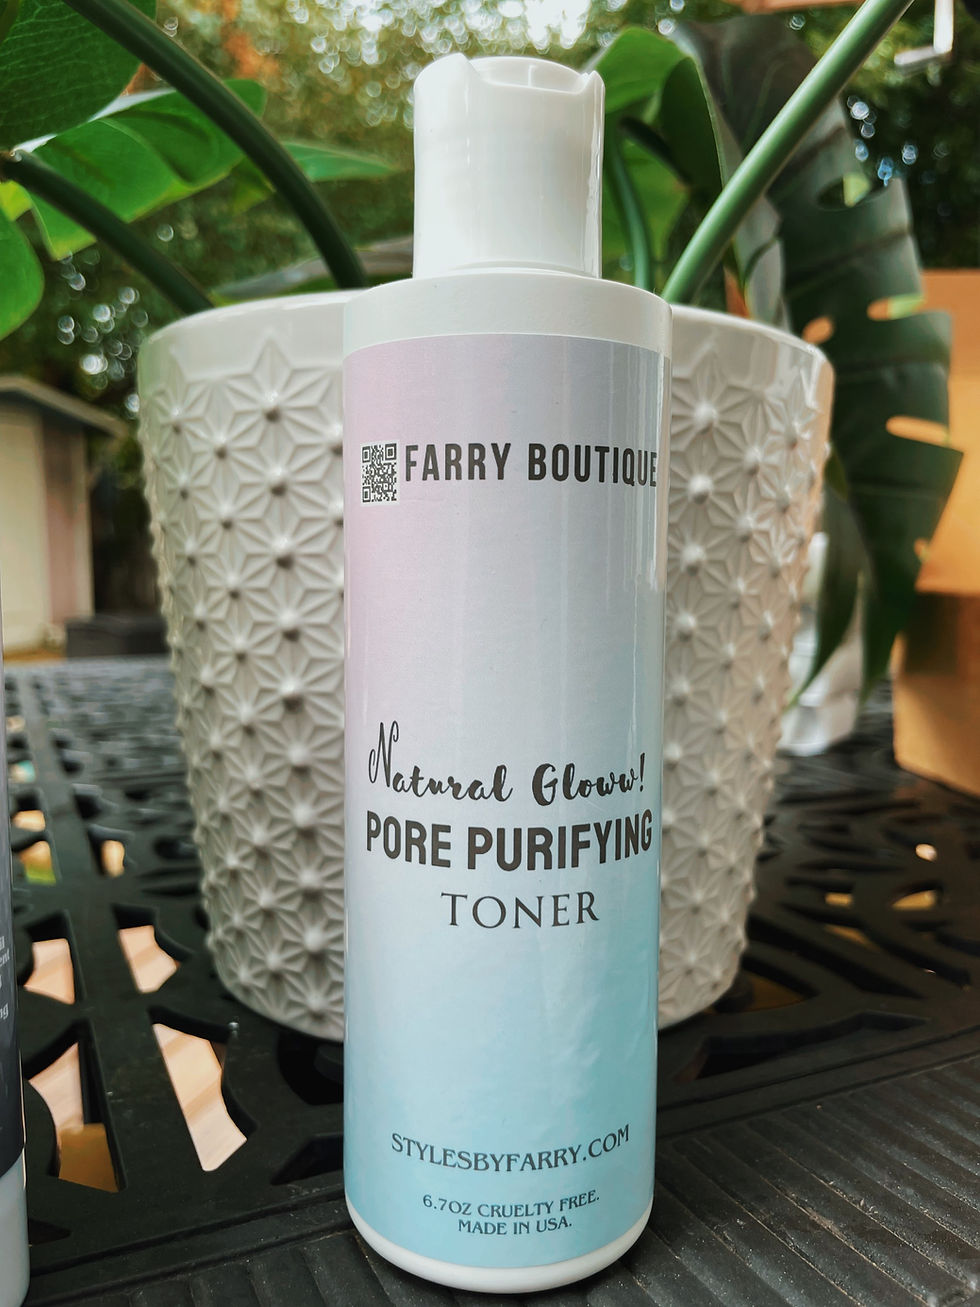 FARRY BOUTIQUE
Natural Gloww!
PORE PURIFYING
TONER
STYLESBYFARRY.COM
6.7OZ CRUELTY FREE.
MADE IN USA.